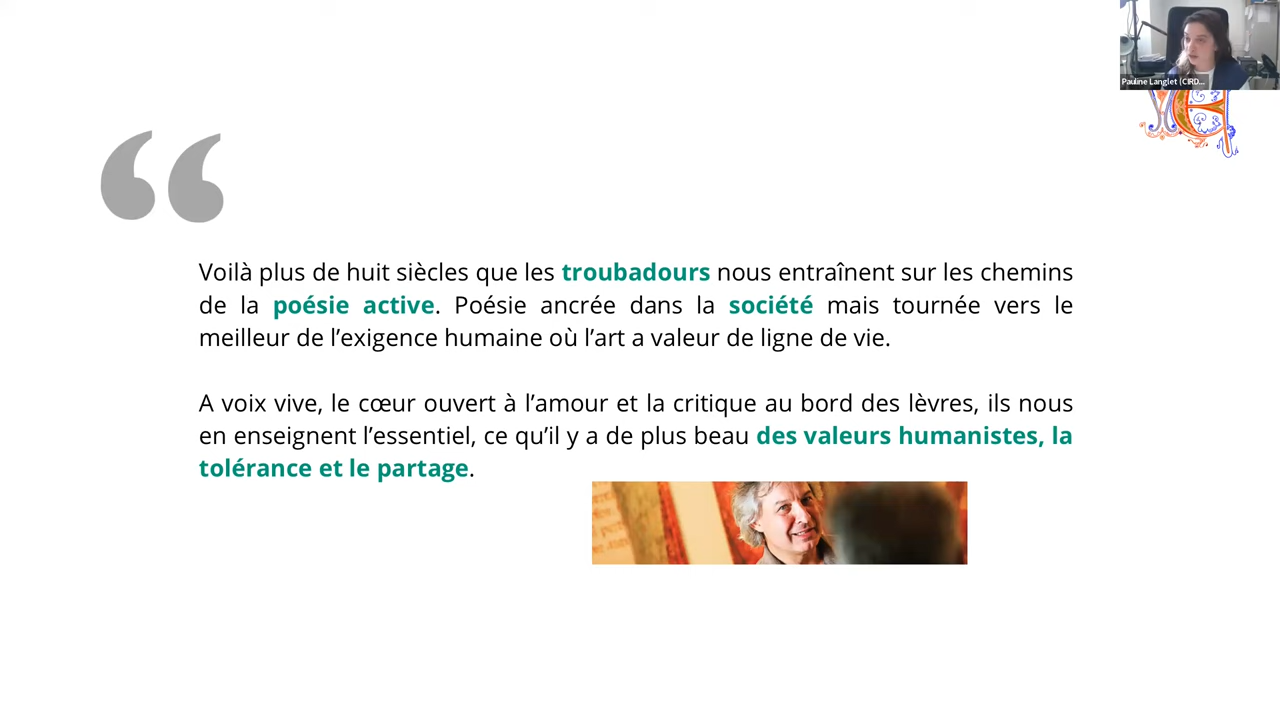 Pauline Langlet (CIRD...
Voilà plus de huit siècles que les troubadours nous entraînent sur les chemins
de la poésie active. Poésie ancrée dans la société mais tournée vers le
meilleur de l’exigence humaine où l’art a valeur de ligne de vie.
A voix vive, le cœur ouvert à l’amour et la critique au bord des lèvres, ils nous
en enseignent l’essentiel, ce qu’il y a de plus beau des valeurs humanistes, la
tolérance et le partage.